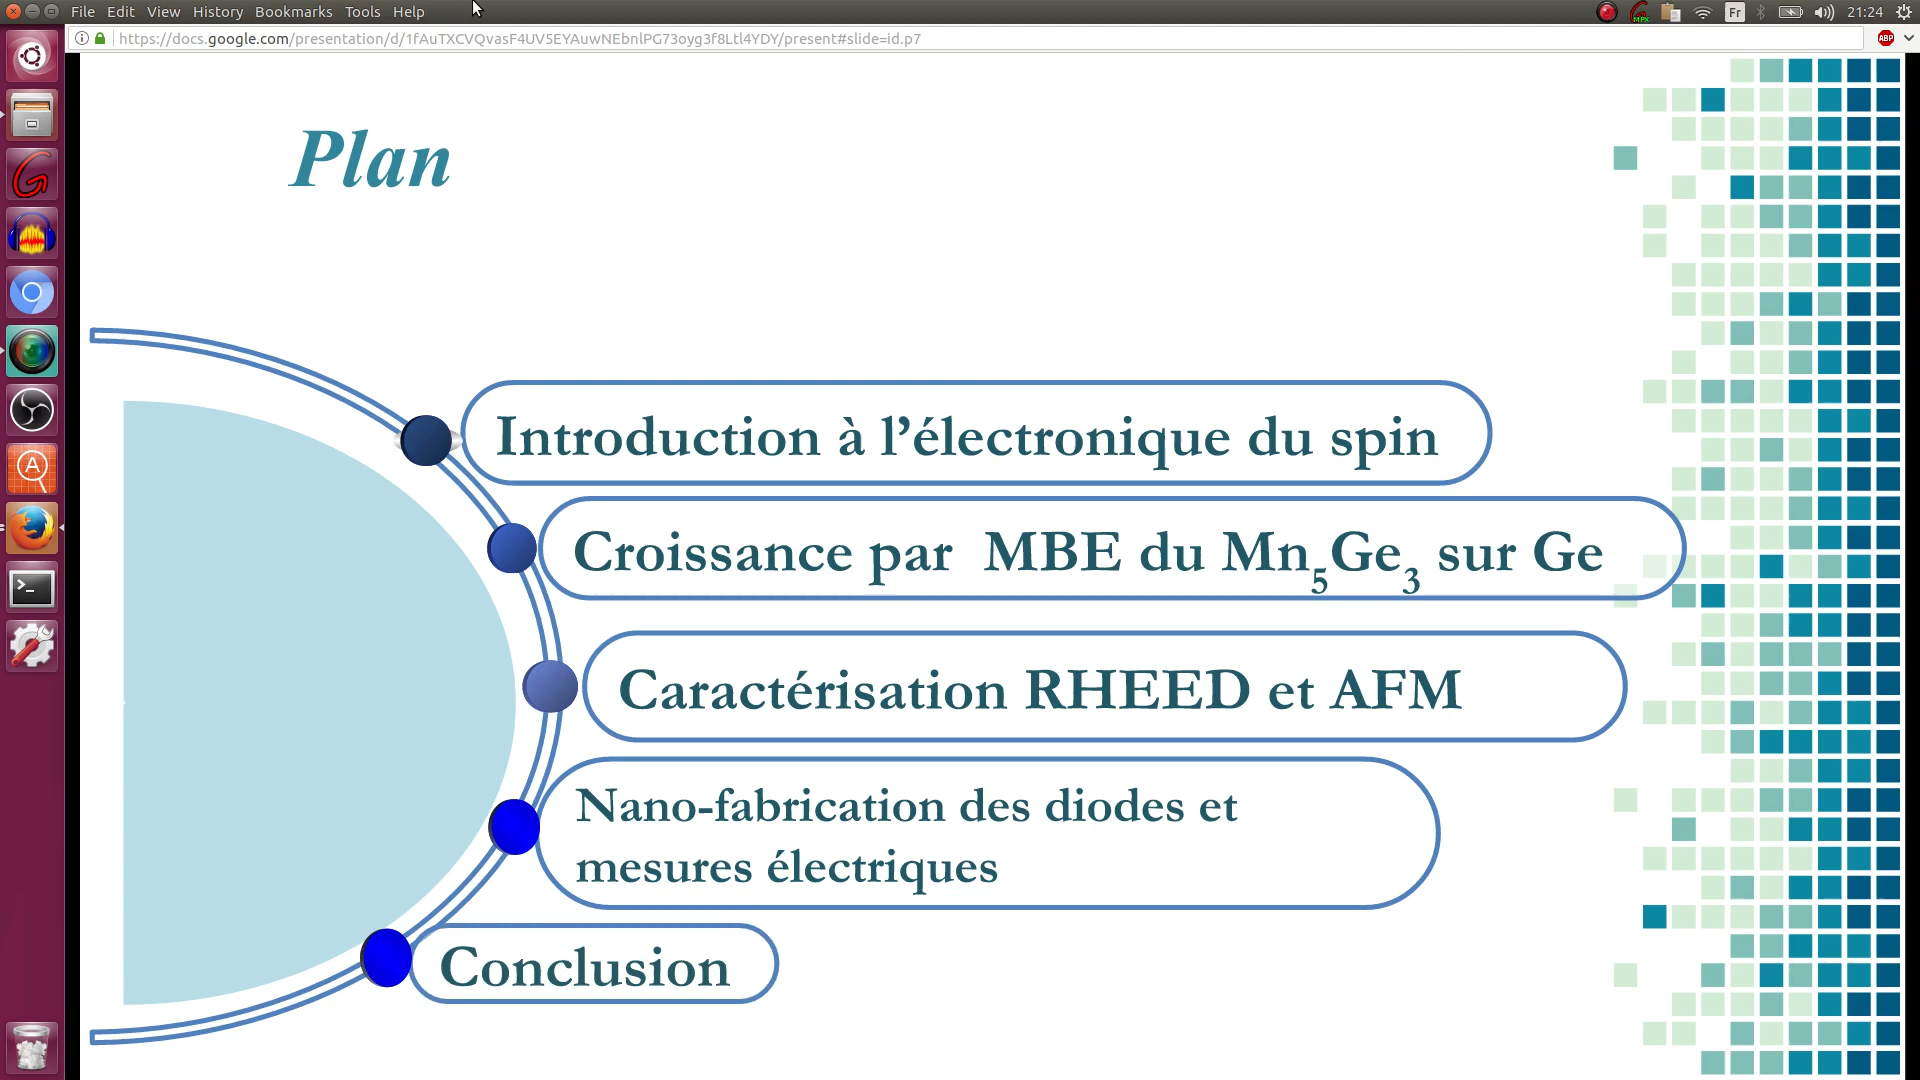 File Edit View History Bookmarks Tools Help
Fr
21:24
https://docs.google.com/presentation/d/1fAuTXCVQvasF4UV5EYAuwNEbnlPG73oyg3f8Ltl4YDY/present#slide=id.p7
ABP
Plan
Introduction à l’électronique du spin
Croissance par MBE du Mn5Ge3 sur Ge
Caractérisation RHEED et AFM
Nano-fabrication des diodes et
mesures électriques
Conclusion